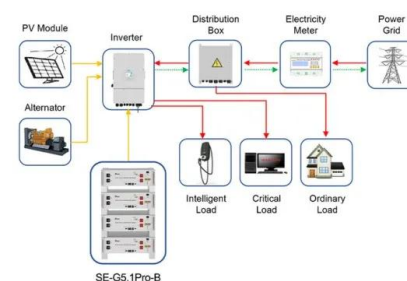 PV Module
Inverter
Distribution
Box
Electricity
Meter
Power
Grid
Alternator
Intelligent
Load
Critical
Load
Ordinary
Load
SE-G5.1Pro-B